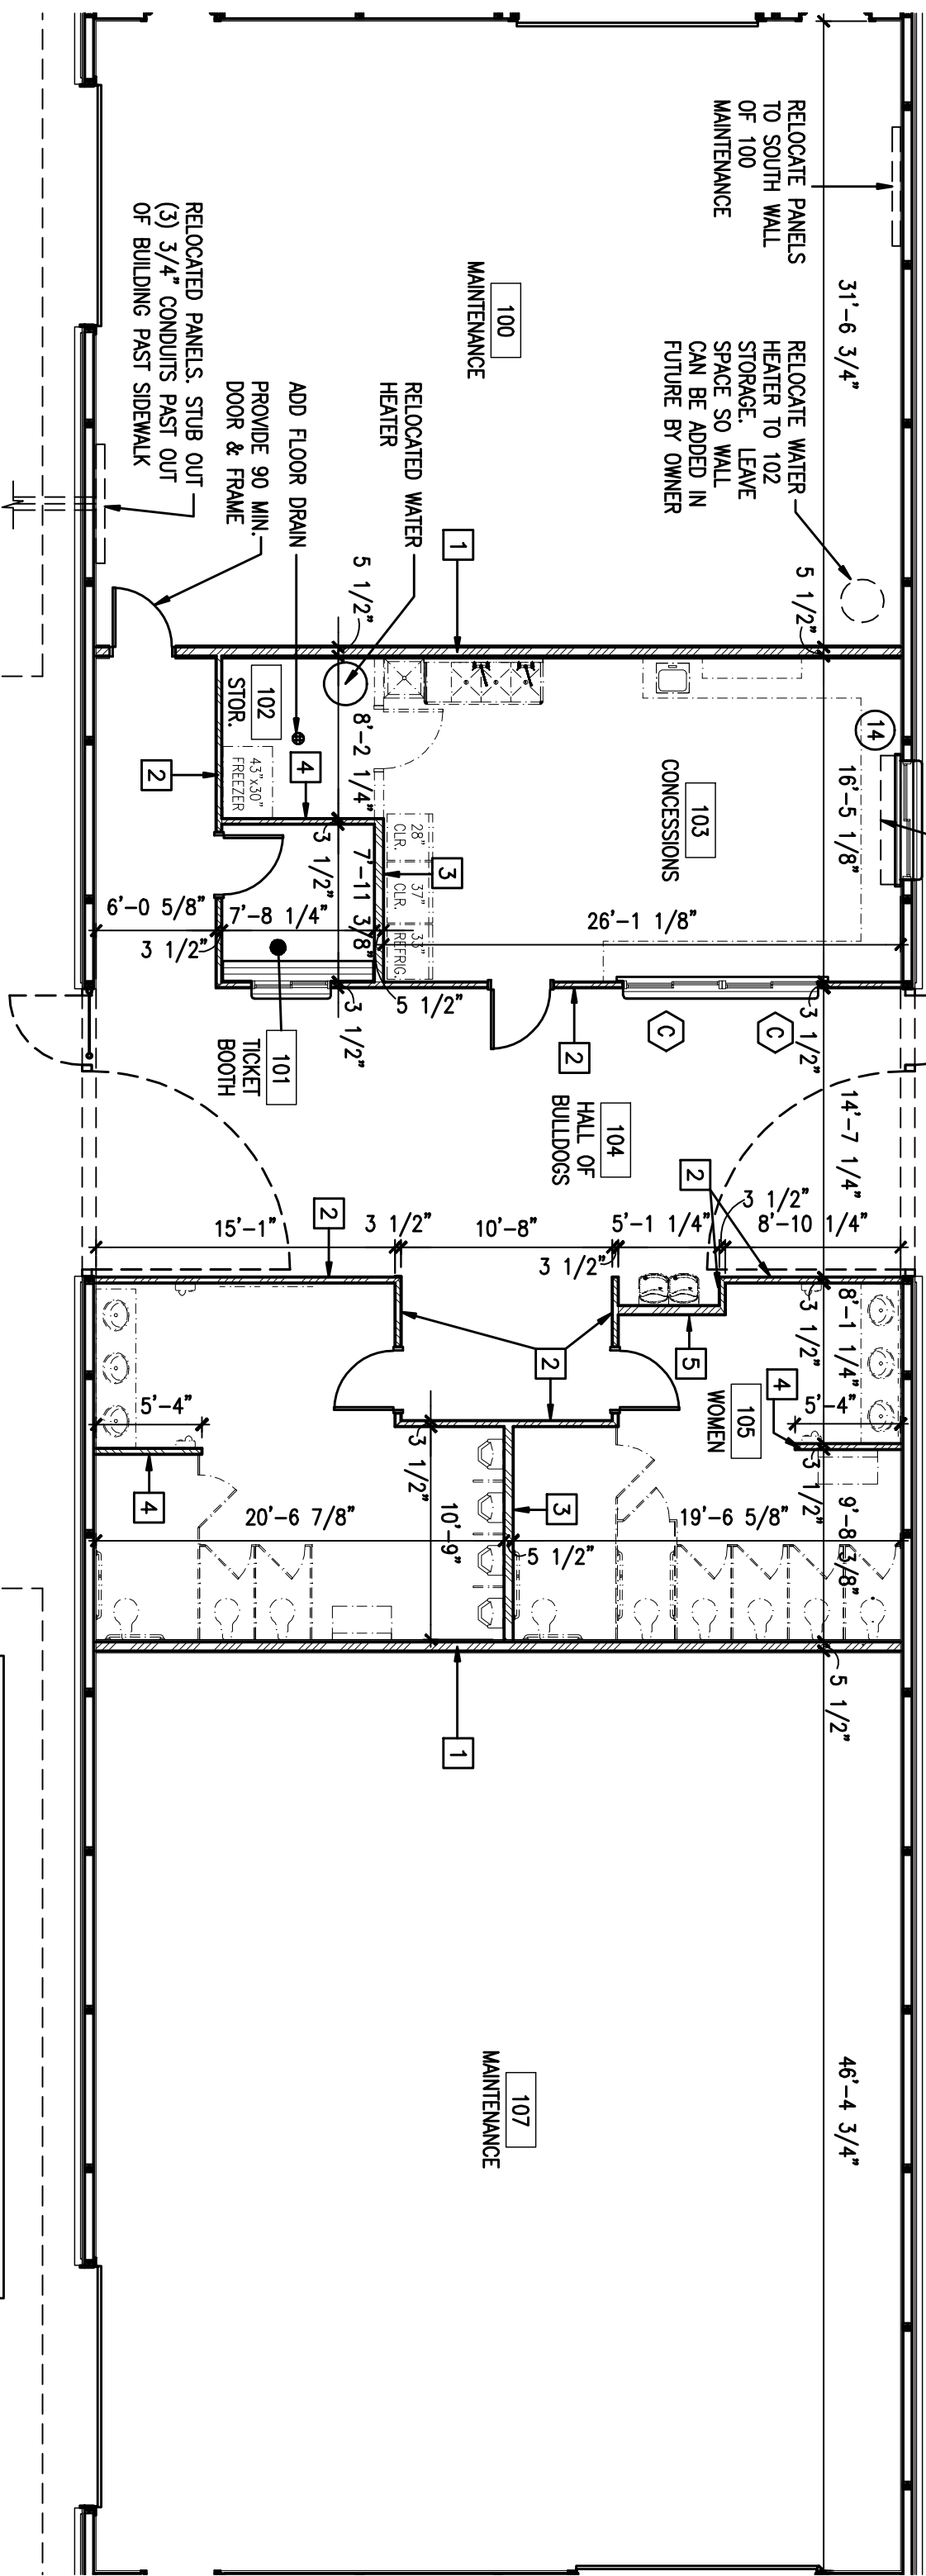 RELOCATE PANELS
TO SOUTH WALL
OF 100
MAINTENANCE
31'-6 3/4"
RELOCATE WATER
HEATER TO 102
STORAGE. LEAVE
SPACE SO WALL
CAN BE ADDED IN
FUTURE BY OWNER
5 1/2"
100
MAINTENANCE
RELOCATED WATER
HEATER
1
5 1/2"
ADD FLOOR DRAIN
PROVIDE 90 MIN.
DOOR & FRAME
RELOCATED PANELS. STUB OUT
(3) 3/4" CONDUITS PAST OUT
OF BUILDING PAST SIDEWALK
14
16'-5 1/8"
103
CONCESSIONS
8'-2 1/4"
102
STOR.
4
43"x30"
FREEZER
2
28"
CLR.
37"
CLR.
33"
REFRIG.
3
3 1/2"
7'-11 3/8"
6'-0 5/8"
7'-8 1/4"
26'-1 1/8"
3 1/2"
5 1/2"
3 1/2"
3 1/2"
C
C
2
101
TICKET
BOOTH
104
HALL OF
BULLDOGS
14'-7 1/4"
2
3 1/2"
15'-1"
2
3 1/2"
10'-8"
5'-1 1/4"
8'-10 1/4"
3 1/2"
8'-1 1/4"
3 1/2"
2
5
4
105
WOMEN
5'-4"
5'-4"
3 1/2"
3 1/2"
4
3
9'-8 3/8"
10'-9"
20'-6 7/8"
5 1/2"
19'-6 5/8"
5 1/2"
1
107
MAINTENANCE
46'-4 3/4"